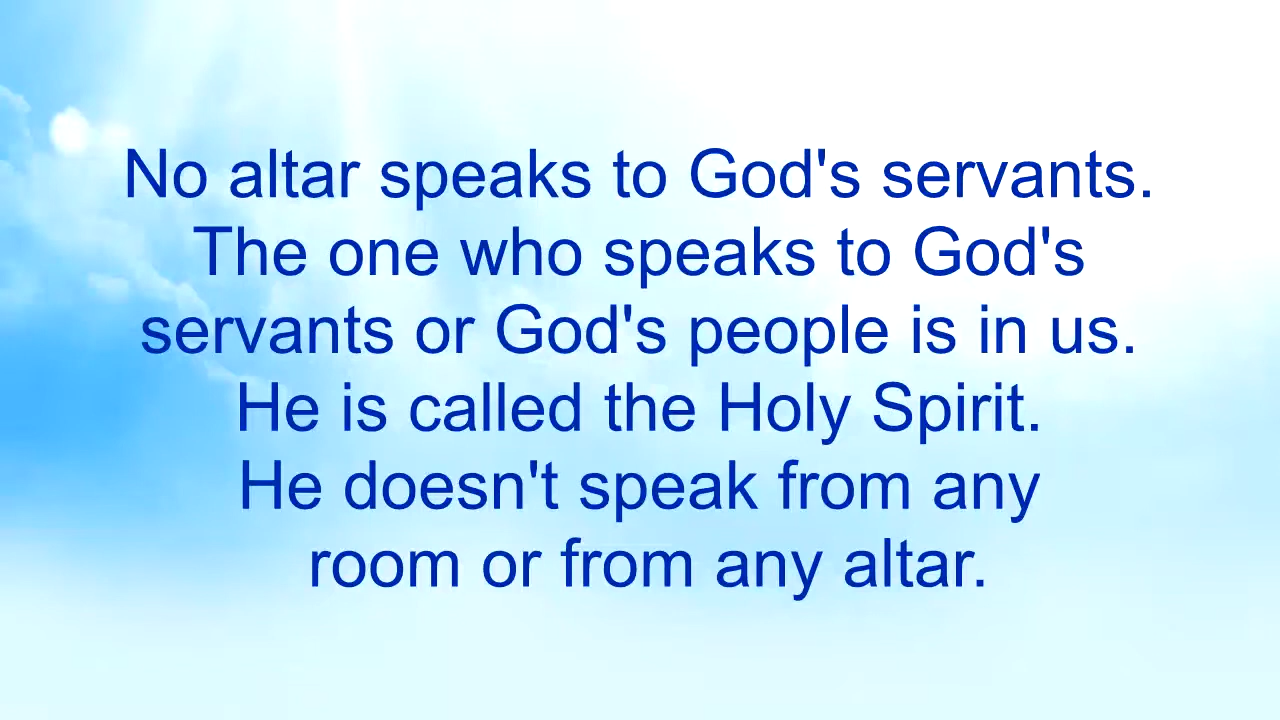 No altar speaks to God's servants.
The one who speaks to God's
servants or God's people is in us.
He is called the Holy Spirit.
He doesn't speak from any
room or from any altar.